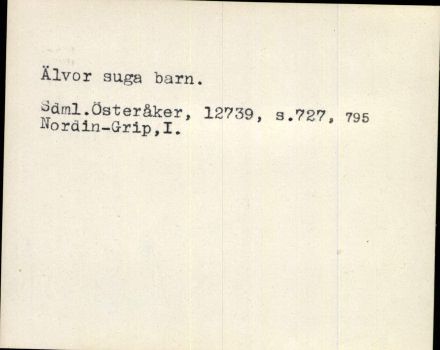 Älvor suga barn.
Sdml.Österåker, 12739, s.727, 795
Nordin-Grip,I.